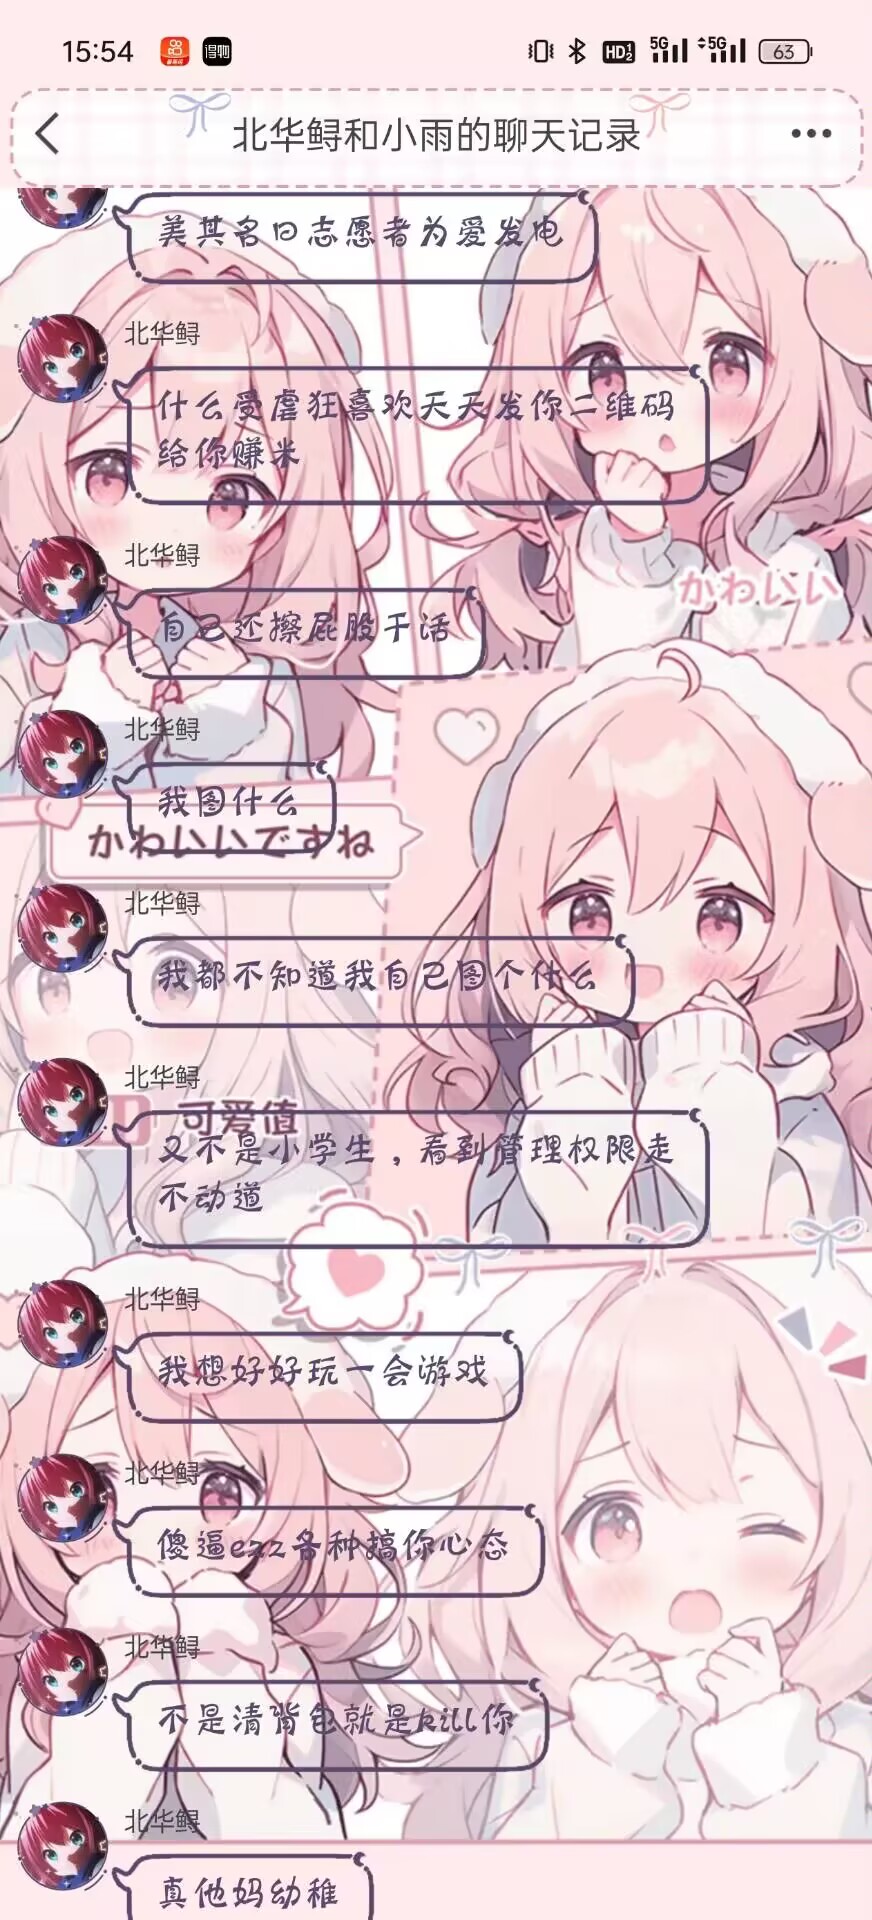 15:54
得物
HD
5G
5G
63
北华鲟和小雨的聊天记录
美其名曰志愿者为爱发电
北华鲟
什么受虐狂喜欢天天发你二维码
给你赚米
かわいい
北华鲟
自己还擦屁股干活
北华鲟
我图什么
かわいいですね
北华鲟
我都不知道我自己图个什么
北华鲟
可爱值
又不是小学生，看到管理权限走
不动道
北华鲟
我想好好玩一会游戏
北华鲟
傻逼ezz各种搞你心态
北华鲟
不是清背包就是kill你
北华鲟
真他妈幼稚